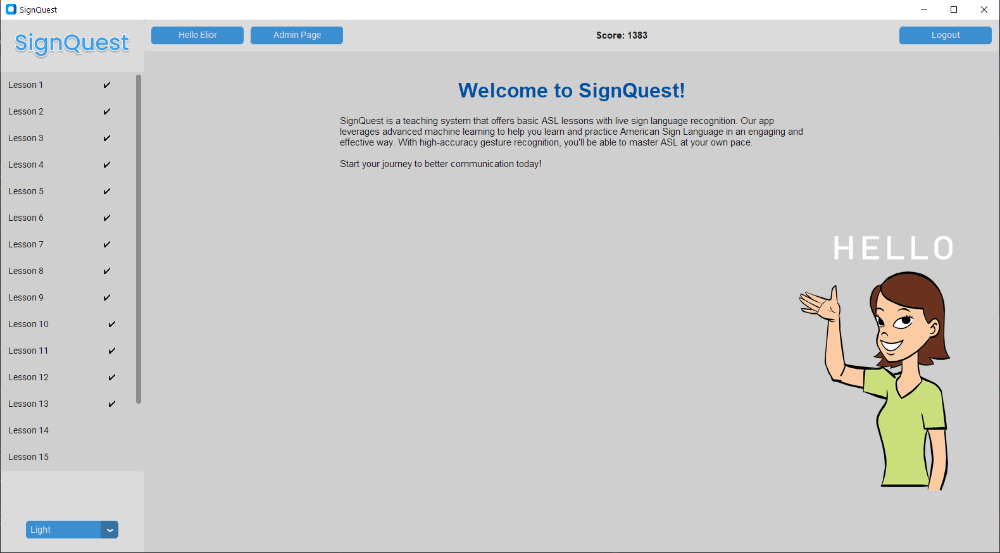 SignQuest
SignQuest
Hello Elior
Admin Page
Score: 1383
Logout
Lesson 1 ✔
Lesson 2 ✔
Lesson 3 ✔
Lesson 4 ✔
Lesson 5 ✔
Lesson 6 ✔
Lesson 7 ✔
Lesson 8 ✔
Lesson 9 ✔
Lesson 10 ✔
Lesson 11 ✔
Lesson 12 ✔
Lesson 13 ✔
Lesson 14
Lesson 15
Light
Welcome to SignQuest!
SignQuest is a teaching system that offers basic ASL lessons with live sign language recognition. Our app
leverages advanced machine learning to help you learn and practice American Sign Language in an engaging and
effective way. With high-accuracy gesture recognition, you'll be able to master ASL at your own pace.
Start your journey to better communication today!
HELLO